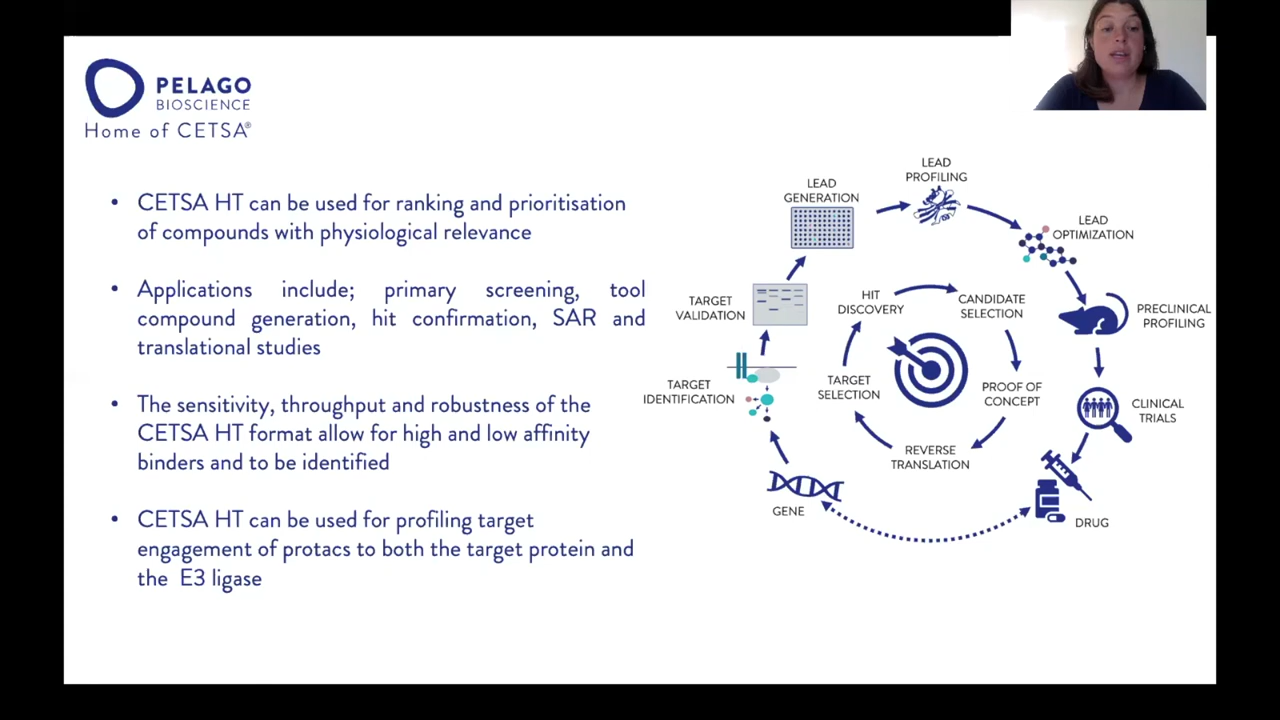 PELAGO
BIOSCIENCE
Home of CETSA®
• CETSA HT can be used for ranking and prioritisation
of compounds with physiological relevance
• Applications include; primary screening, tool
compound generation, hit confirmation, SAR and
translational studies
• The sensitivity, throughput and robustness of the
CETSA HT format allow for high and low affinity
binders and to be identified
• CETSA HT can be used for profiling target
engagement of protacs to both the target protein and
the E3 ligase
GENE
TARGET
IDENTIFICATION
TARGET
VALIDATION
LEAD
GENERATION
LEAD
PROFILING
LEAD
OPTIMIZATION
PRECLINICAL
PROFILING
CLINICAL
TRIALS
DRUG
HIT
DISCOVERY
CANDIDATE
SELECTION
PROOF OF
CONCEPT
REVERSE
TRANSLATION
TARGET
SELECTION